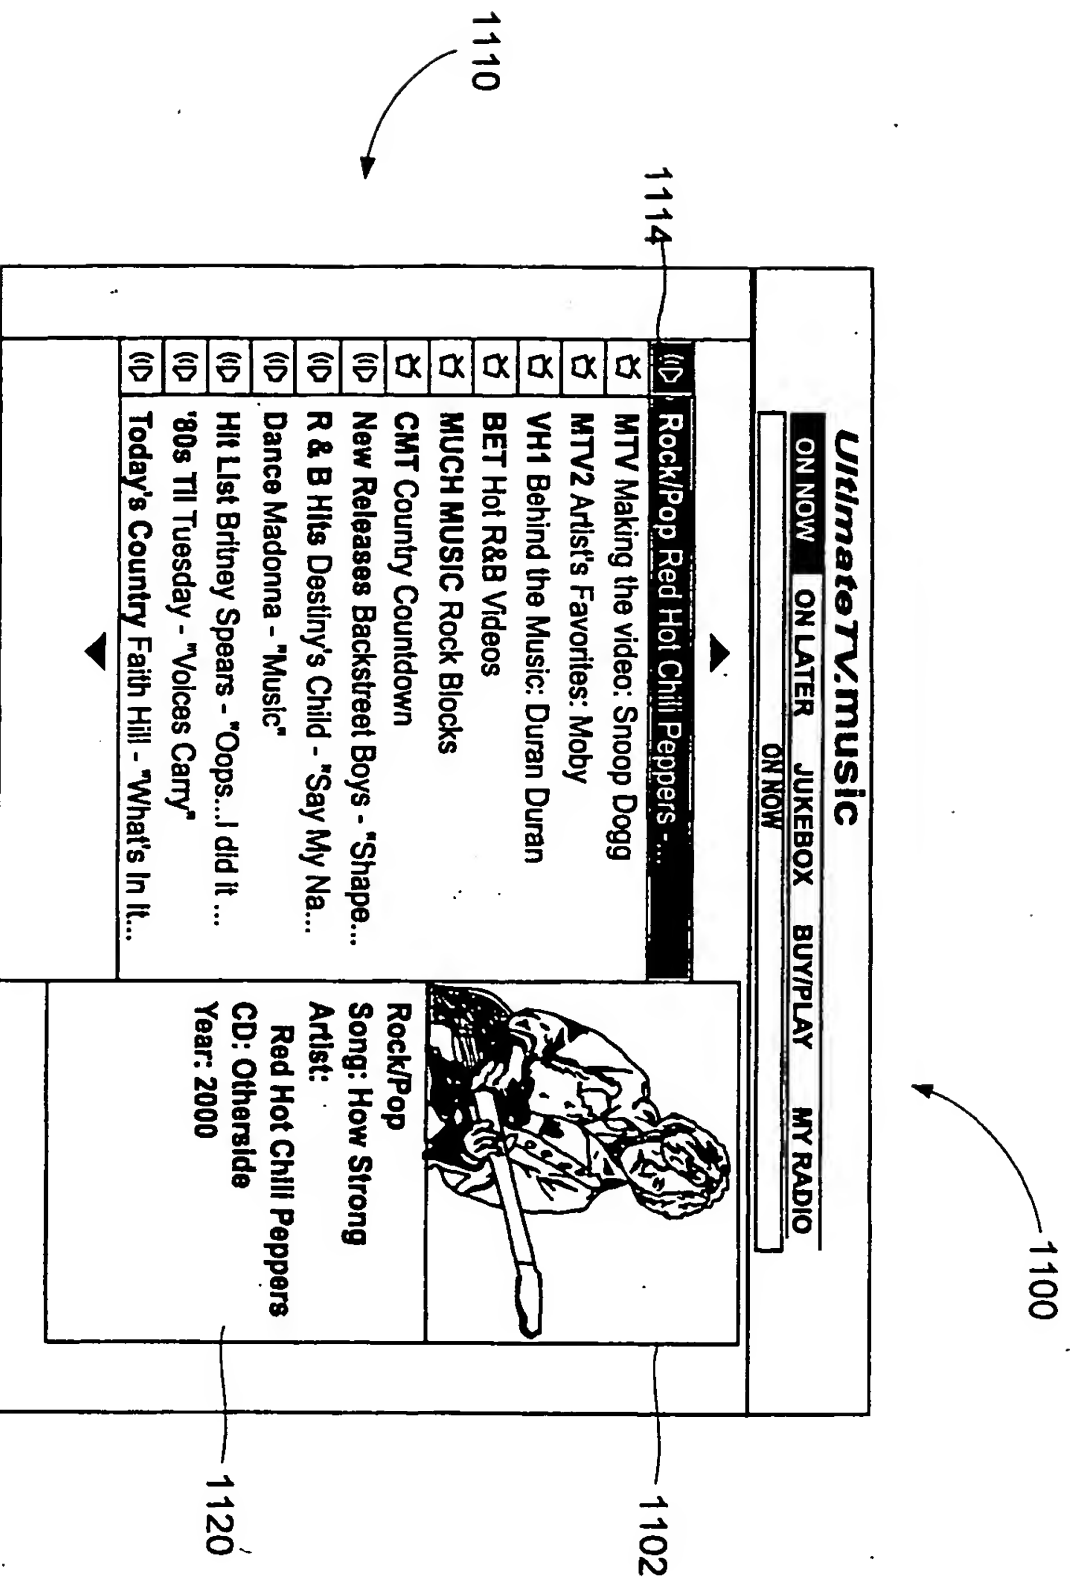 1100
UltimateTV.music
ON NOW ON LATER JUKEBOX BUY/PLAY MY RADIO
ON NOW
1114
1110
Rock/Pop Red Hot Chili Peppers -...
MTV Making the video: Snoop Dogg
MTV2 Artist's Favorites: Moby
VH1 Behind the Music: Duran Duran
BET Hot R&B Videos
MUCH MUSIC Rock Blocks
CMT Country Countdown
New Releases Backstreet Boys - "Shape...
R & B Hits Destiny's Child - "Say My Na...
Dance Madonna - "Music"
Hit List Britney Spears - "Oops...I did it ...
'80s Til Tuesday - "Voices Carry"
Today's Country Faith Hill - "What's In It...
1102
Rock/Pop
Song: How Strong
Artist:
Red Hot Chili Peppers
CD: Otherside
Year: 2000
1120